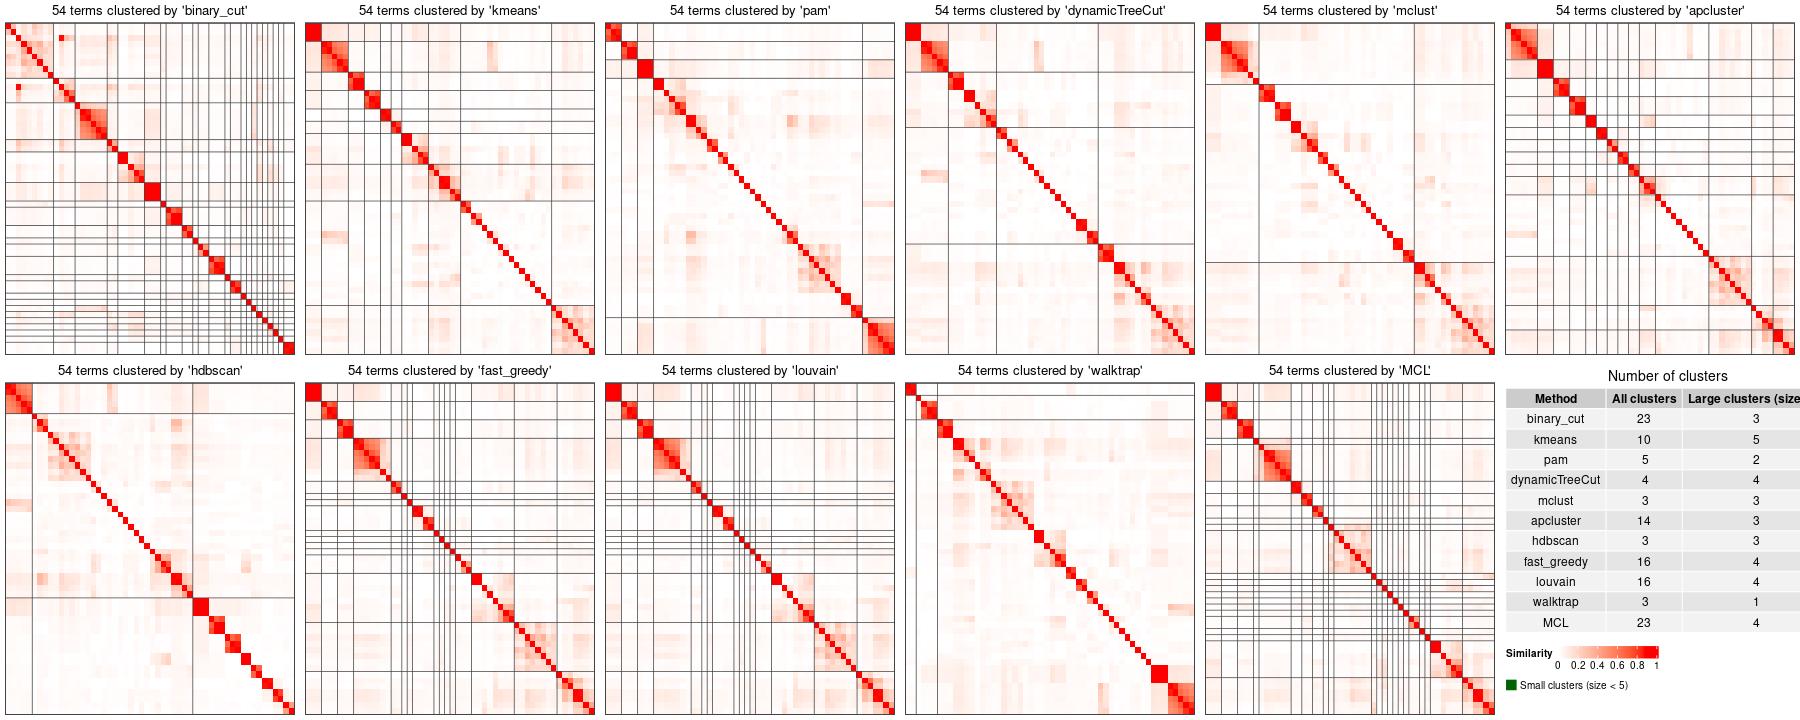 54 terms clustered by 'binary_cut'
54 terms clustered by 'kmeans'
54 terms clustered by 'pam'
54 terms clustered by 'dynamicTreeCut'
54 terms clustered by 'mclust'
54 terms clustered by 'apcluster'
54 terms clustered by 'hdbscan'
54 terms clustered by 'fast_greedy'
54 terms clustered by 'louvain'
54 terms clustered by 'walktrap'
54 terms clustered by 'MCL'
Number of clusters
Method All clusters Large clusters (size
binary_cut 23 3
kmeans 10 5
pam 5 2
dynamicTreeCut 4 4
mclust 3 3
apcluster 14 3
hdbscan 3 3
fast_greedy 16 4
louvain 16 4
walktrap 3 1
MCL 23 4
Similarity
0 0.2 0.4 0.6 0.8 1
Small clusters (size < 5)